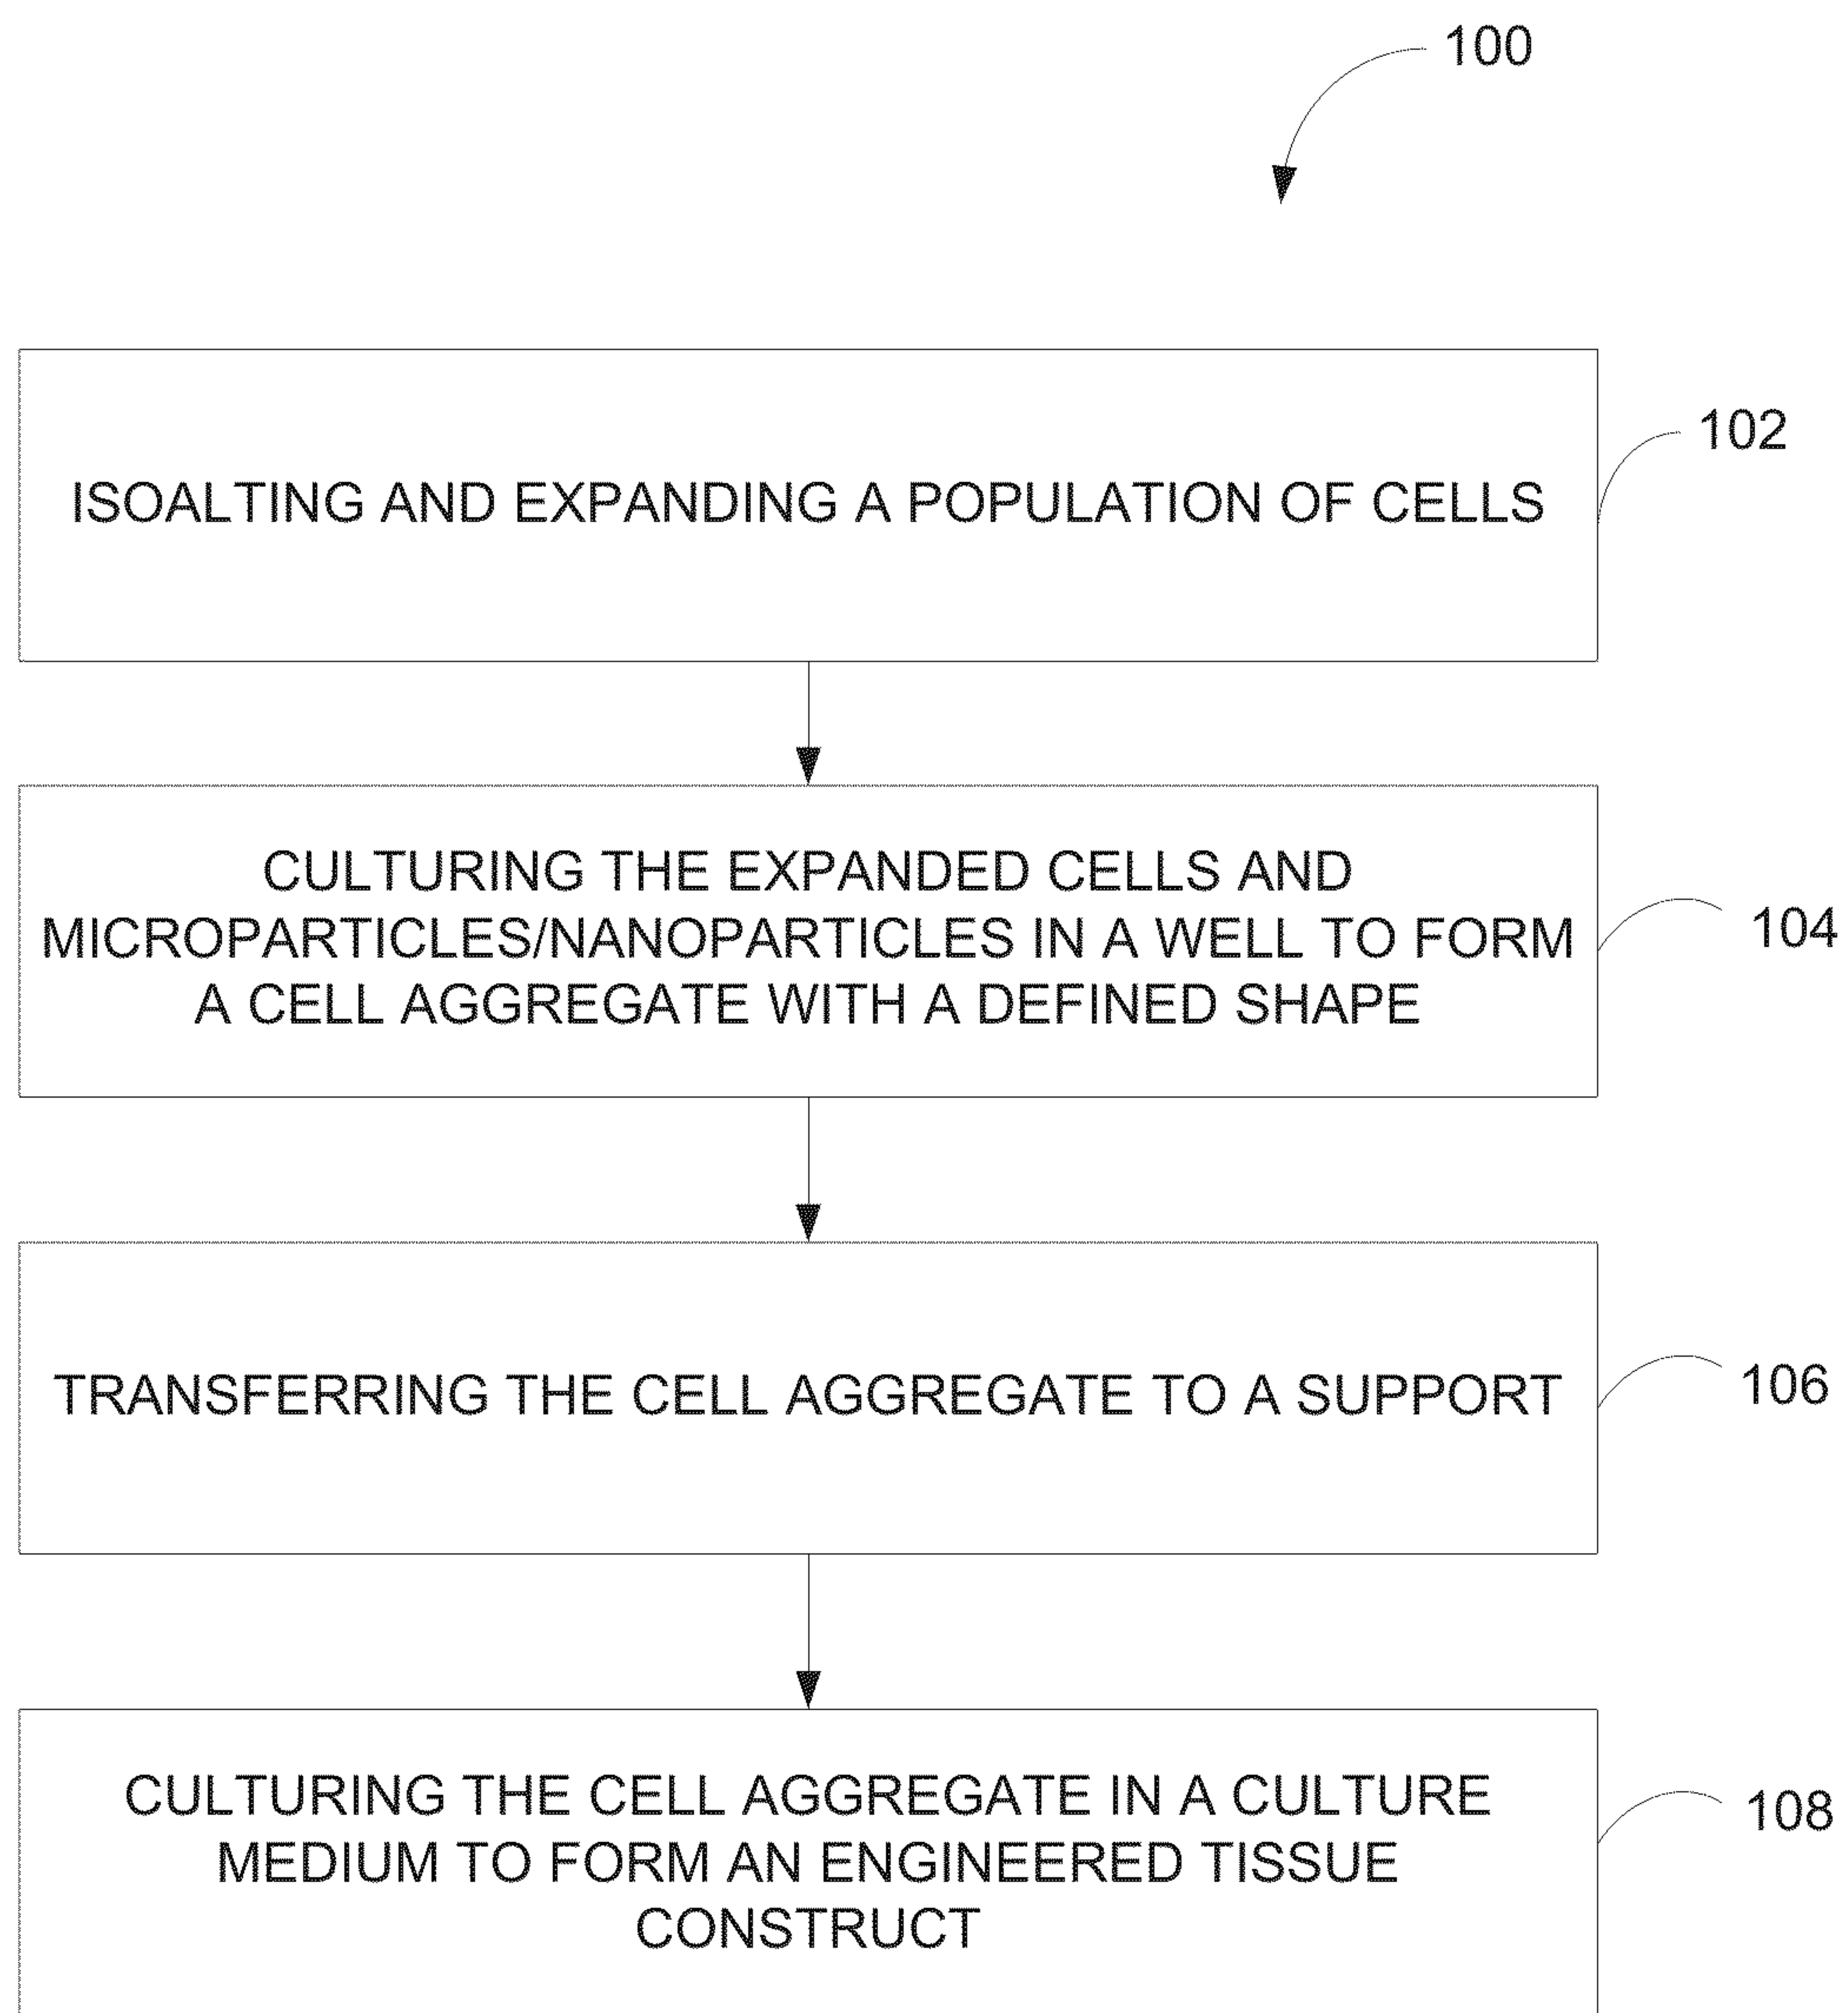 100
ISOALTING AND EXPANDING A POPULATION OF CELLS
102
CULTURING THE EXPANDED CELLS AND
MICROPARTICLES/NANOPARTICLES IN A WELL TO FORM
A CELL AGGREGATE WITH A DEFINED SHAPE
104
TRANSFERRING THE CELL AGGREGATE TO A SUPPORT
106
CULTURING THE CELL AGGREGATE IN A CULTURE
MEDIUM TO FORM AN ENGINEERED TISSUE
CONSTRUCT
108